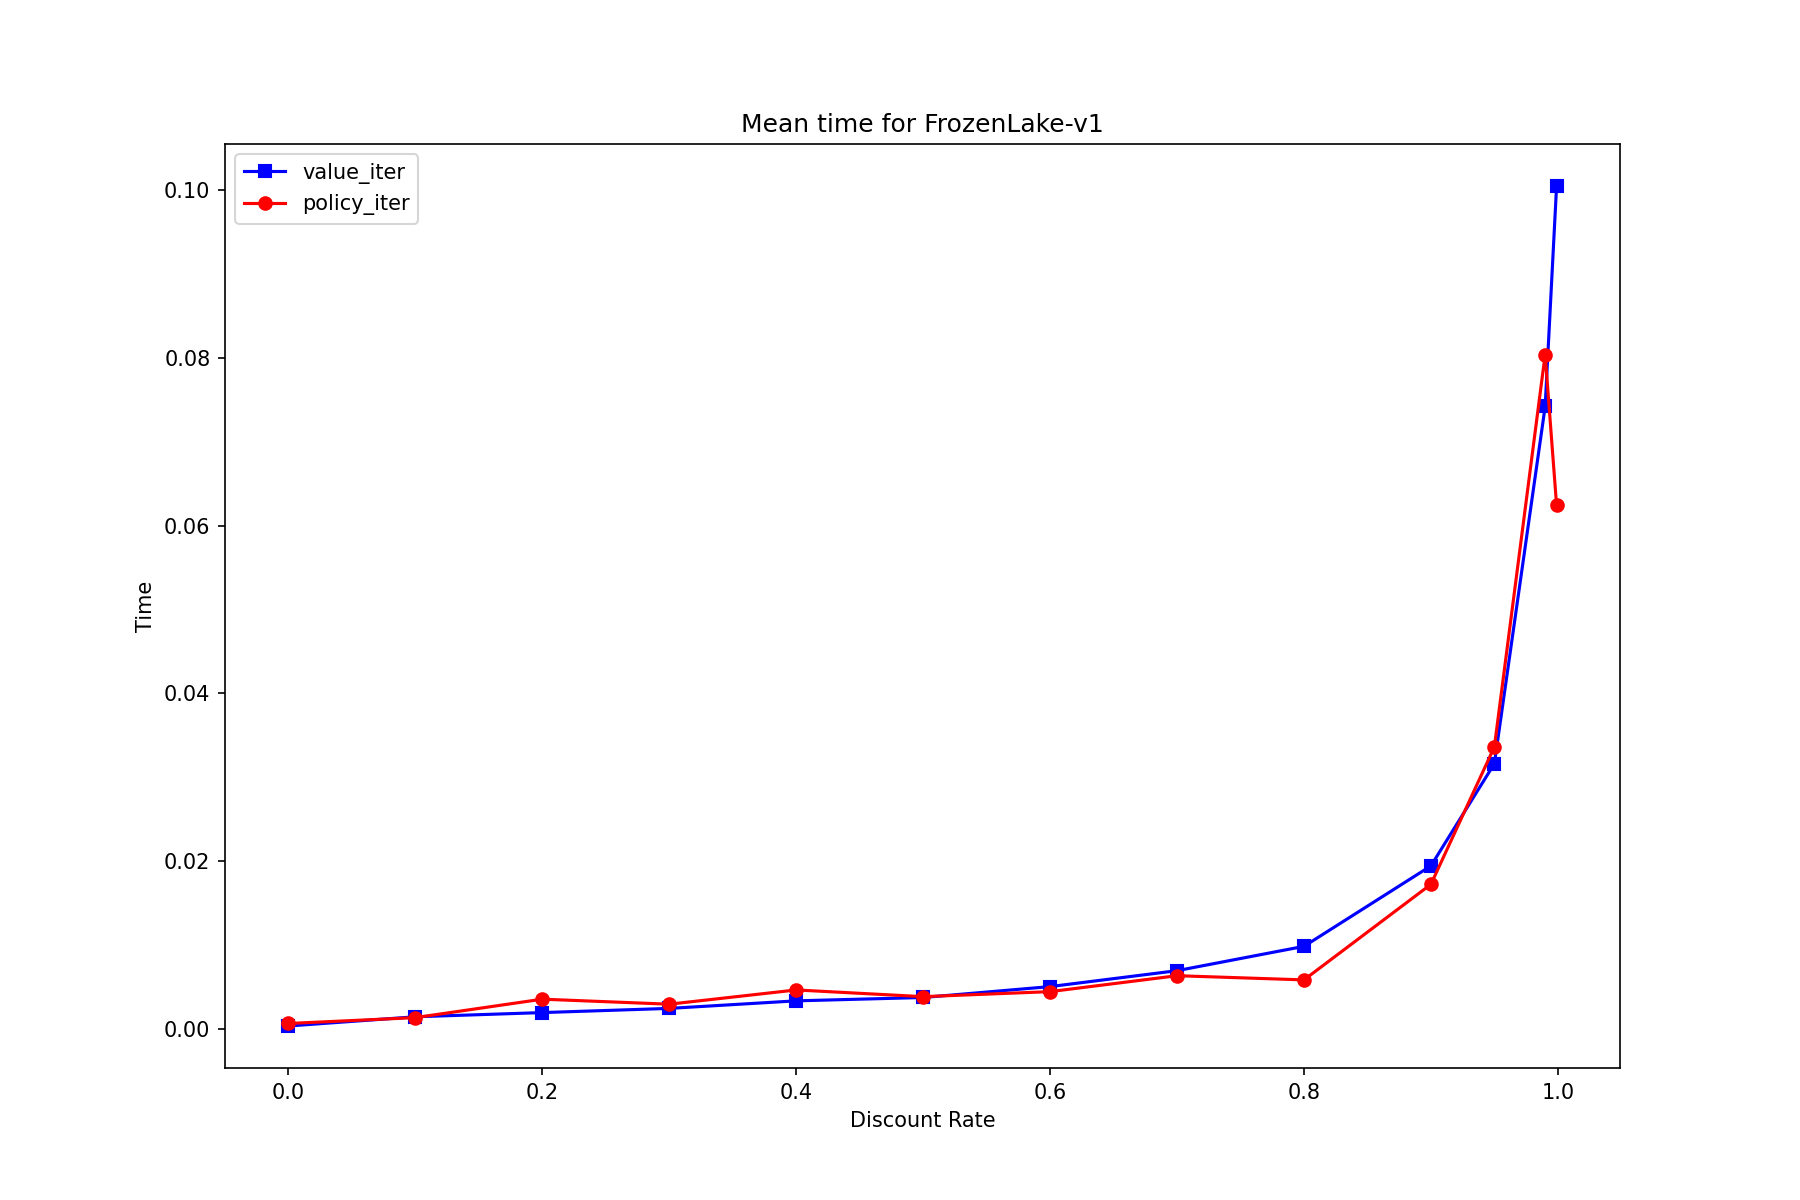 Mean time for FrozenLake-v1
value_iter
policy_iter
0.10
0.08
0.06
0.04
0.02
0.00
Time
0.0 0.2 0.4 0.6 0.8 1.0
Discount Rate